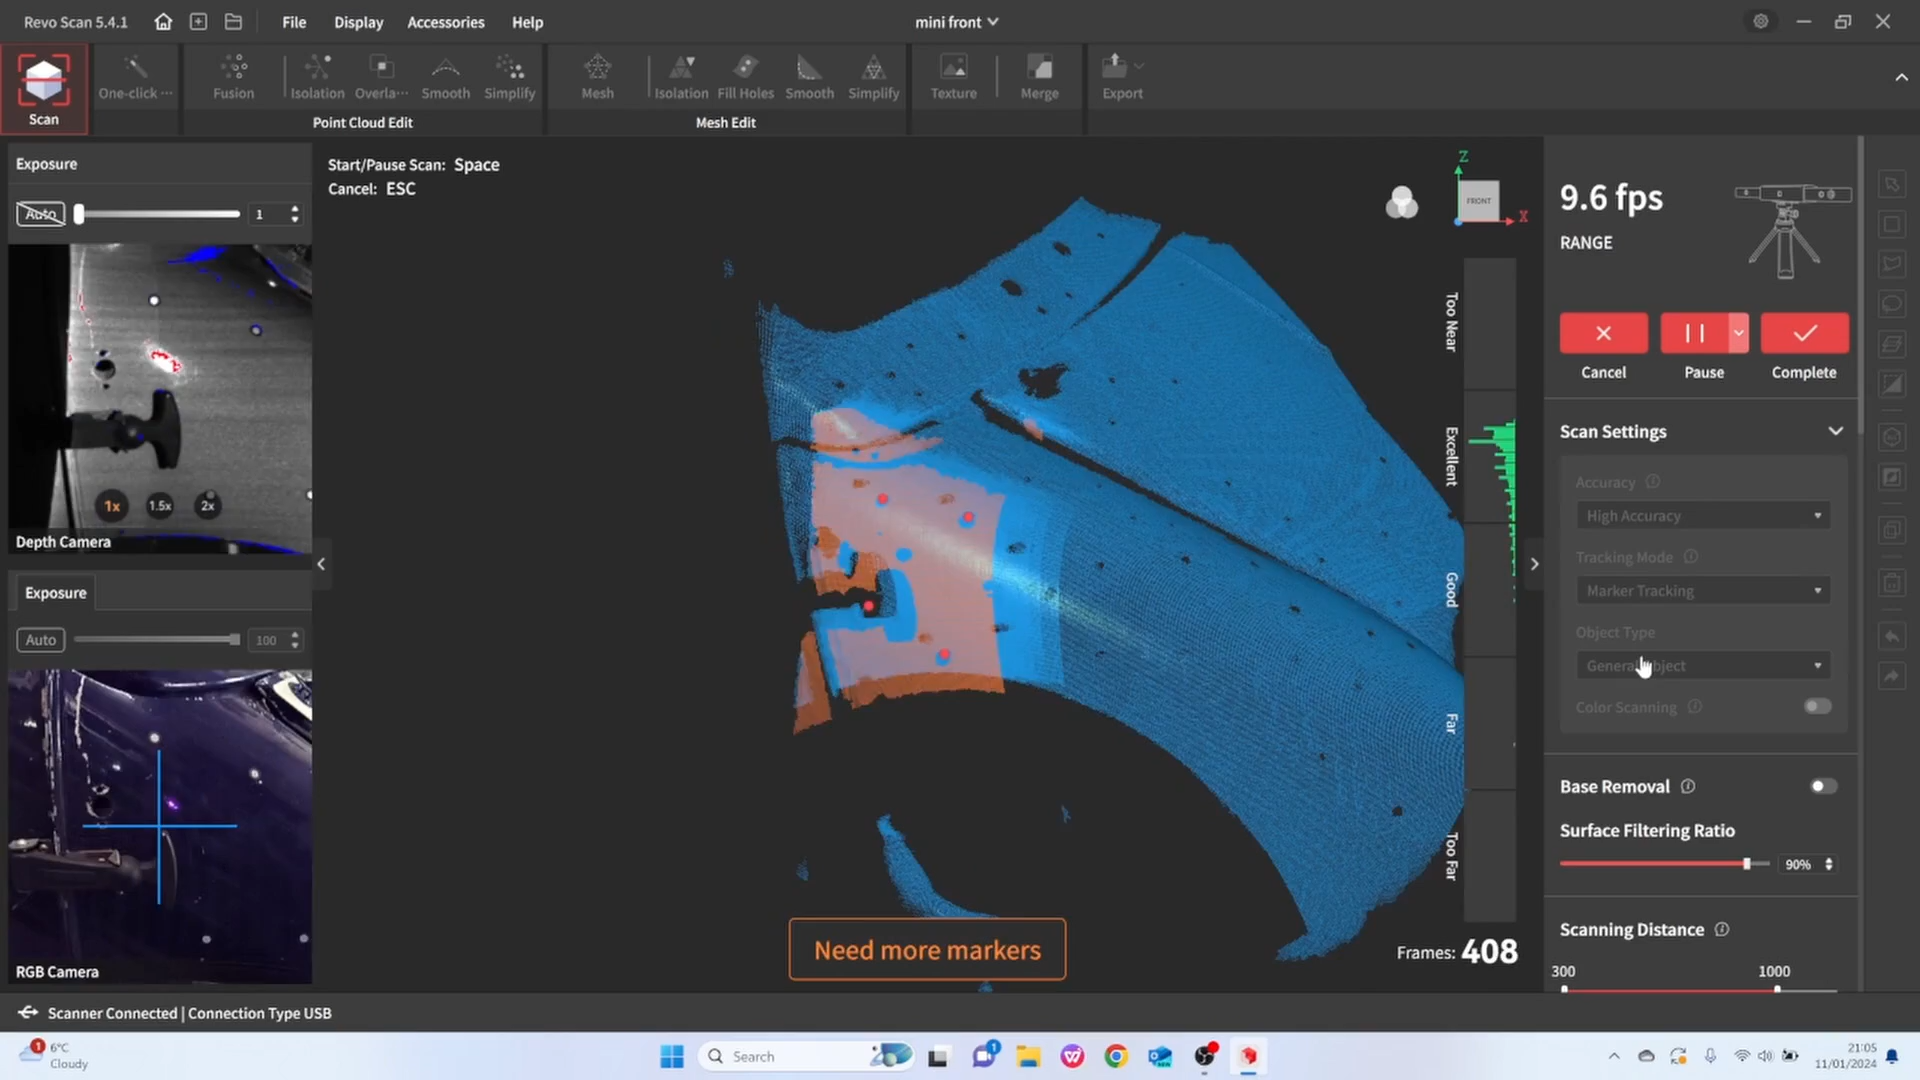 Revo Scan 5.4.1
File Display Accessories Help
mini front
Scan
One-click ···
Fusion
Isolation
Overla···
Smooth
Simplify
Point Cloud Edit
Mesh
Isolation
Fill Holes
Smooth
Simplify
Mesh Edit
Texture
Merge
Export
Exposure
Auto
1
1x
1.5x
2x
Depth Camera
Exposure
Auto
100
RGB Camera
Start/Pause Scan: Space
Cancel: ESC
Z
FRONT
X
Too Near
Excellent
Good
Far
Too Far
Need more markers
Frames: 408
9.6 fps
RANGE
Cancel
Pause
Complete
Scan Settings
Accuracy
High Accuracy
Tracking Mode
Marker Tracking
Object Type
General Object
Color Scanning
Base Removal
Surface Filtering Ratio
90%
Scanning Distance
300
1000
Scanner Connected | Connection Type USB
1
6°C
Cloudy
Search
1
21:05
11/01/2024